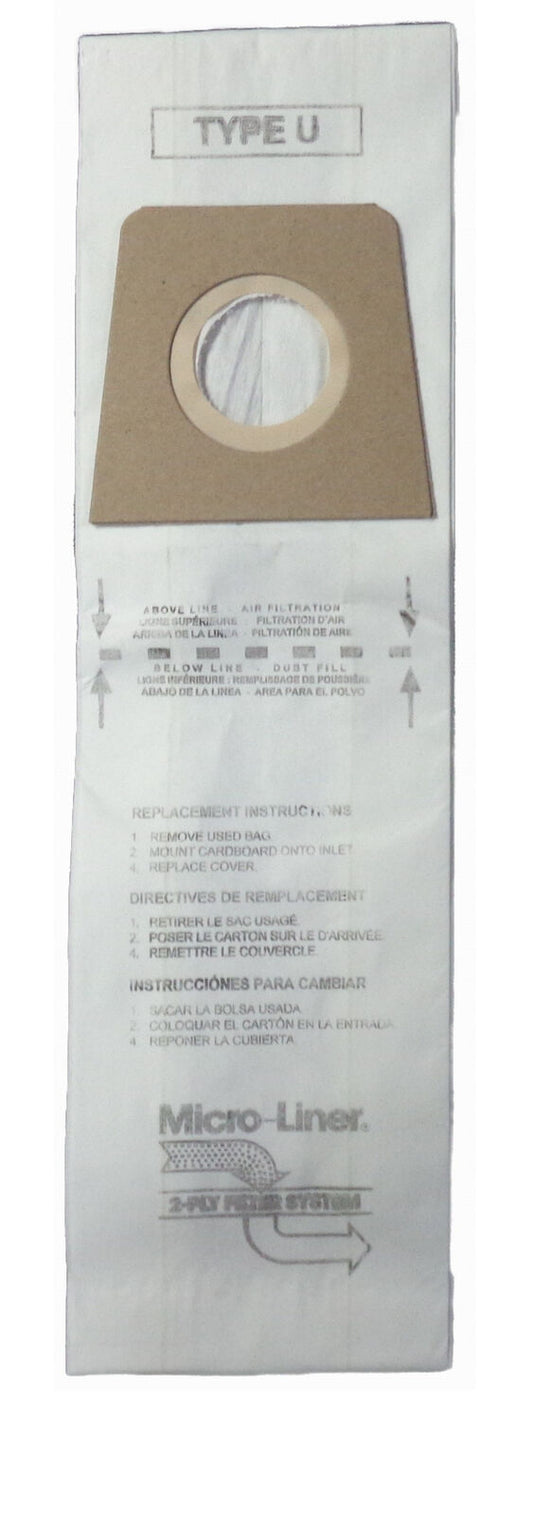 TYPE U
ABOVE LINE - AIR FILTRATION
LIGNE SUPÉRIEURE : FILTRATION D'AIR
ARRIBA DE LA LINEA - FILTRATIÓN DE AIRE
BELOW LINE - DUST FILL
LIGNE INFÉRIEURE : REMPLISSAGE DE POUSSIÈRE
ABAJO DE LA LINEA - AREA PARA EL POLVO
REPLACEMENT INSTRUCTIONS
1. REMOVE USED BAG.
2. MOUNT CARDBOARD ONTO INLET.
4. REPLACE COVER.
DIRECTIVES DE REMPLACEMENT
1. RETIRER LE SAC USAGÉ.
2. POSER LE CARTON SUR LE D'ARRIVÉE.
4. REMETTRE LE COUVERCLE.
INSTRUCCIÓNES PARA CAMBIAR
1. SACAR LA BOLSA USADA.
2. COLOQUAR EL CARTÓN EN LA ENTRADA.
4. REPONER LA CUBIERTA.
Micro-Liner®
2-PLY FILTER SYSTEM